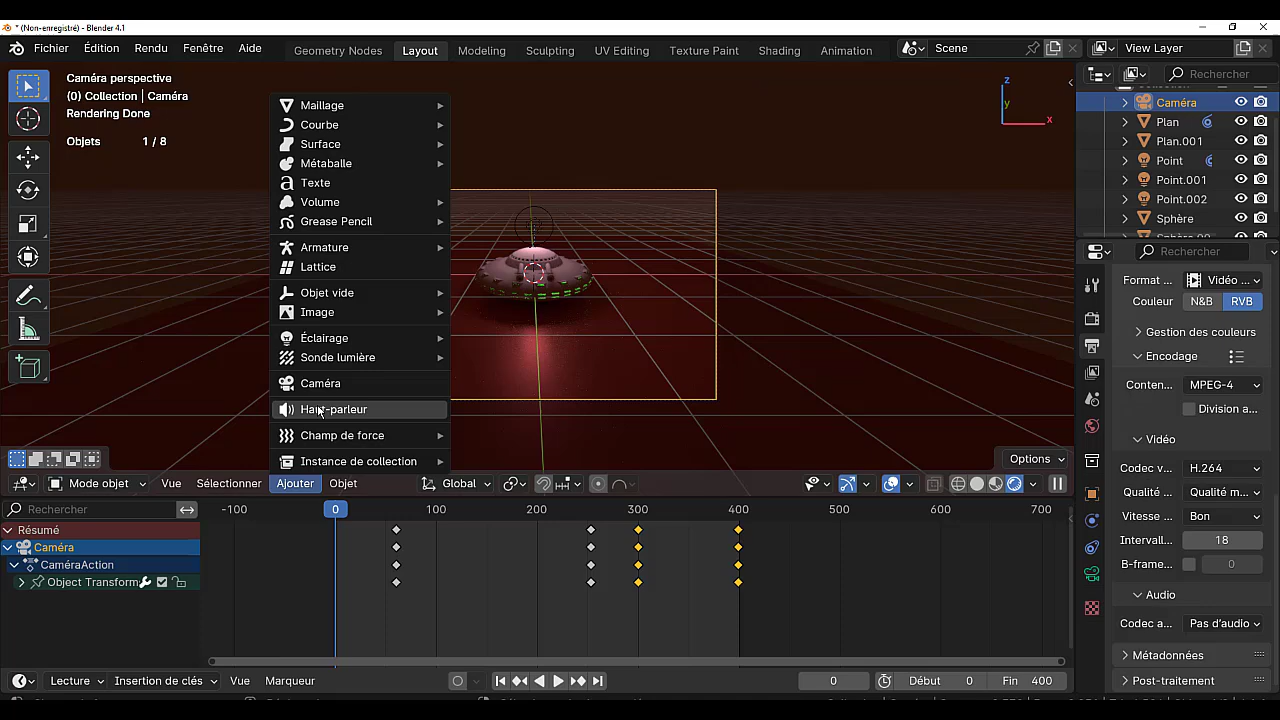 * (Non-enregistré) - Blender 4.1
Fichier Édition Rendu Fenêtre Aide Geometry Nodes Layout Modeling Sculpting UV Editing Texture Paint Shading Animation Scene View Layer
Caméra perspective
(0) Collection | Caméra
Rendering Done
Objets 1 / 8
z
y
x
Maillage
Courbe
Surface
Métaballe
Texte
Volume
Grease Pencil
Armature
Lattice
Objet vide
Image
Éclairage
Sonde lumière
Caméra
Haut-parleur
Champ de force
Instance de collection
Options
Rechercher
Caméra
Plan
Plan.001
Point
Point.001
Point.002
Sphère
Rechercher
Format ... Vidéo ...
Couleur N&B RVB
Gestion des couleurs
Encodage
Conten... MPEG-4
Division a...
Vidéo
Codec v... H.264
Qualité ... Qualité m...
Vitesse ... Bon
Intervall... 18
B-frame... 0
Audio
Codec a... Pas d'audio
Métadonnées
Post-traitement
Mode objet Vue Sélectionner Ajouter Objet Global
Rechercher -100 0 100 200 300 400 500 600 700
Résumé
Caméra
CaméraAction
Object Transform
Lecture Insertion de clés Vue Marqueur 0 Début 0 Fin 400